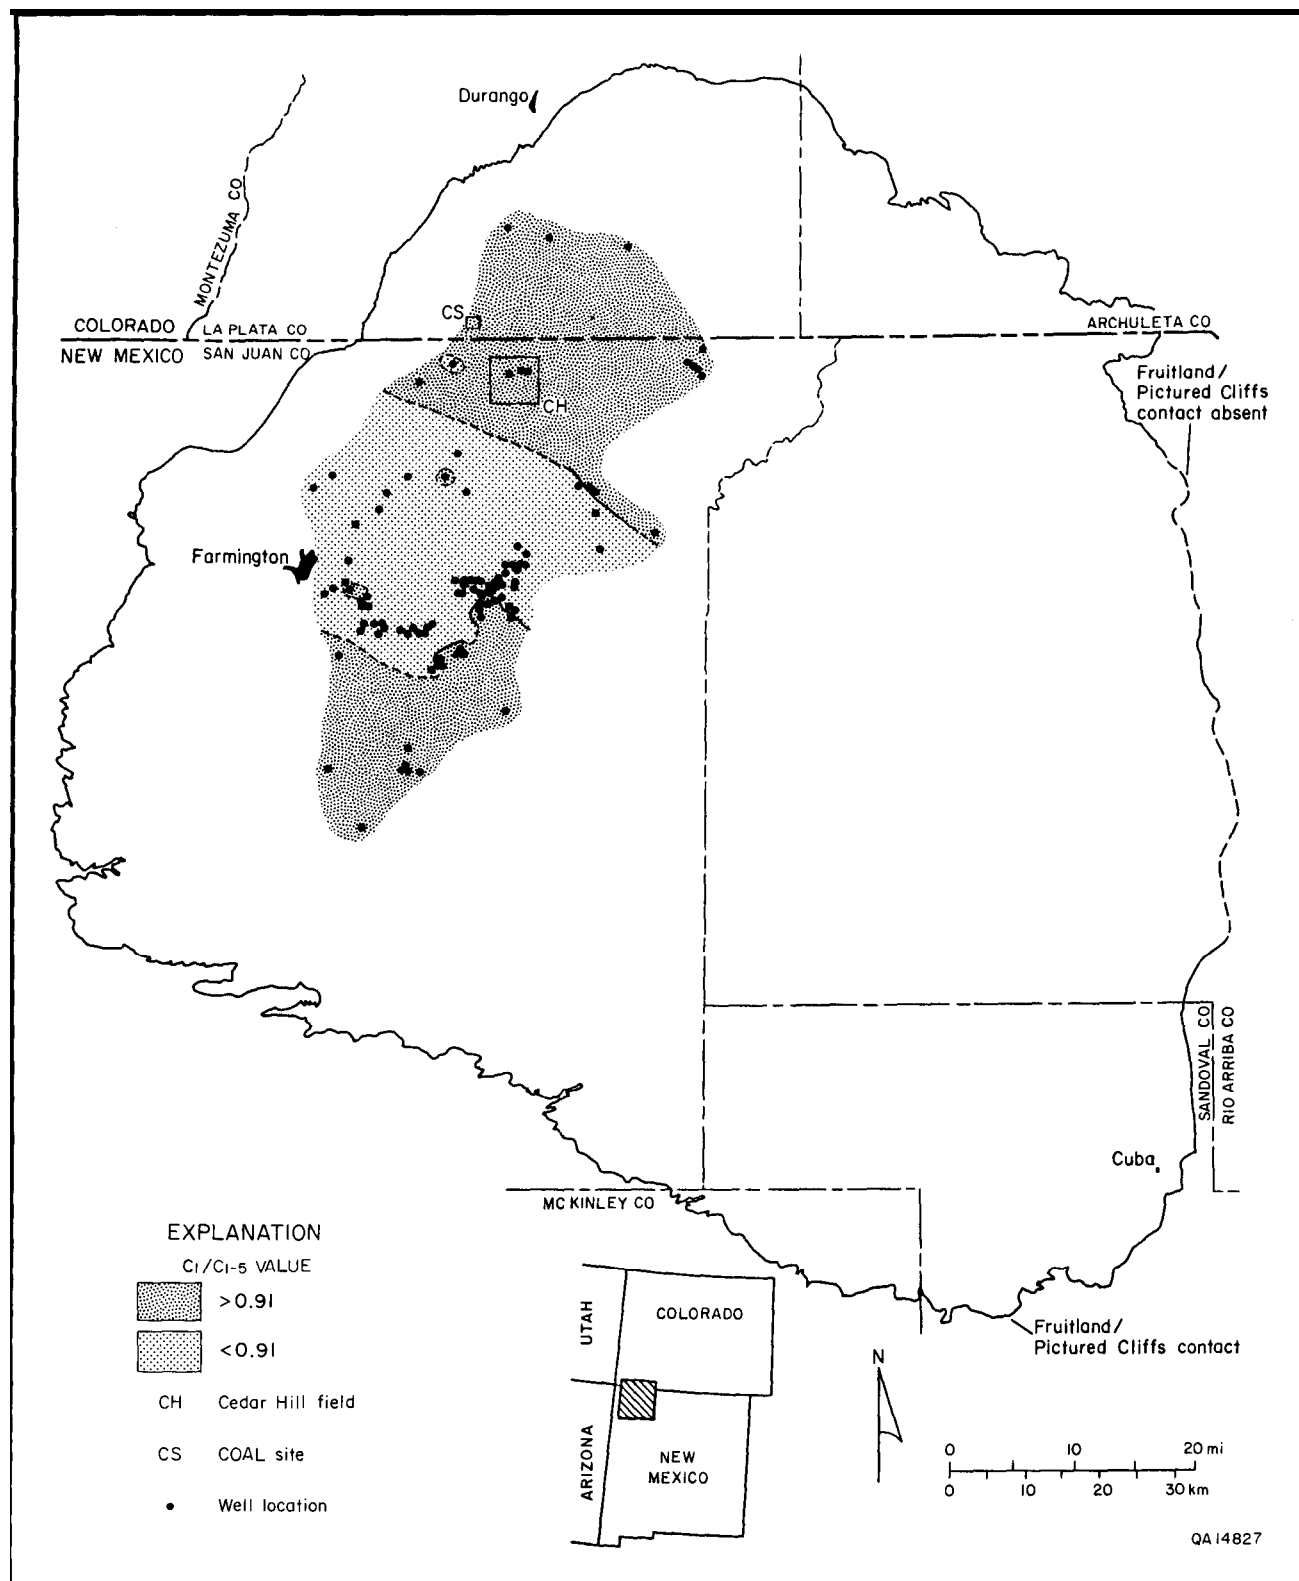 Durango
MONTEZUMA CO
CS
COLORADO
LA PLATA CO
ARCHULETA CO
NEW MEXICO
SAN JUAN CO
Fruitland/
Pictured Cliffs
contact absent
CH
Farmington
SANDOVAL CO
RIO ARRIBA CO
Cuba
MC KINLEY CO
EXPLANATION
C1/C1-5 VALUE
>0.91
<0.91
CH Cedar Hill field
CS COAL site
Well location
UTAH
COLORADO
ARIZONA
NEW
MEXICO
Fruitland/
Pictured Cliffs contact
N
0 10 20 mi
0 10 20 30 km
QA14827